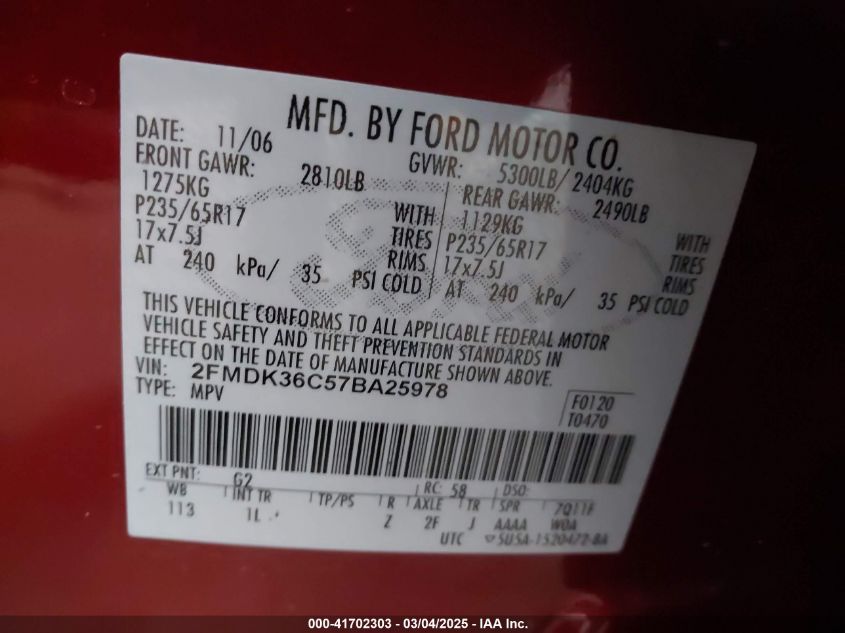 MFD. BY FORD MOTOR CO.
DATE: 11/06 GVWR: 5300LB/ 2404KG
FRONT GAWR: 2810LB REAR GAWR: 2490LB
1275KG WITH 1129KG WITH
P235/65R17 TIRES P235/65R17 TIRES
17x7.5J RIMS 17x7.5J RIMS
AT 240 kPa/ 35 PSI COLD AT 240 kPa/ 35 PSI COLD
THIS VEHICLE CONFORMS TO ALL APPLICABLE FEDERAL MOTOR
VEHICLE SAFETY AND THEFT PREVENTION STANDARDS IN
EFFECT ON THE DATE OF MANUFACTURE SHOWN ABOVE.
VIN: 2FMDK36C57BA25978
TYPE: MPV
F0120
T0470
EXT PNT: G2 RC: 58 DSO:
WB INT TR TP/PS R AXLE TR SPR 7Q11F
113 1L Z 2F J AAAA WOA
UTC 5U5A-1520472-BA
000-41702303 - 03/04/2025 - IAA Inc.